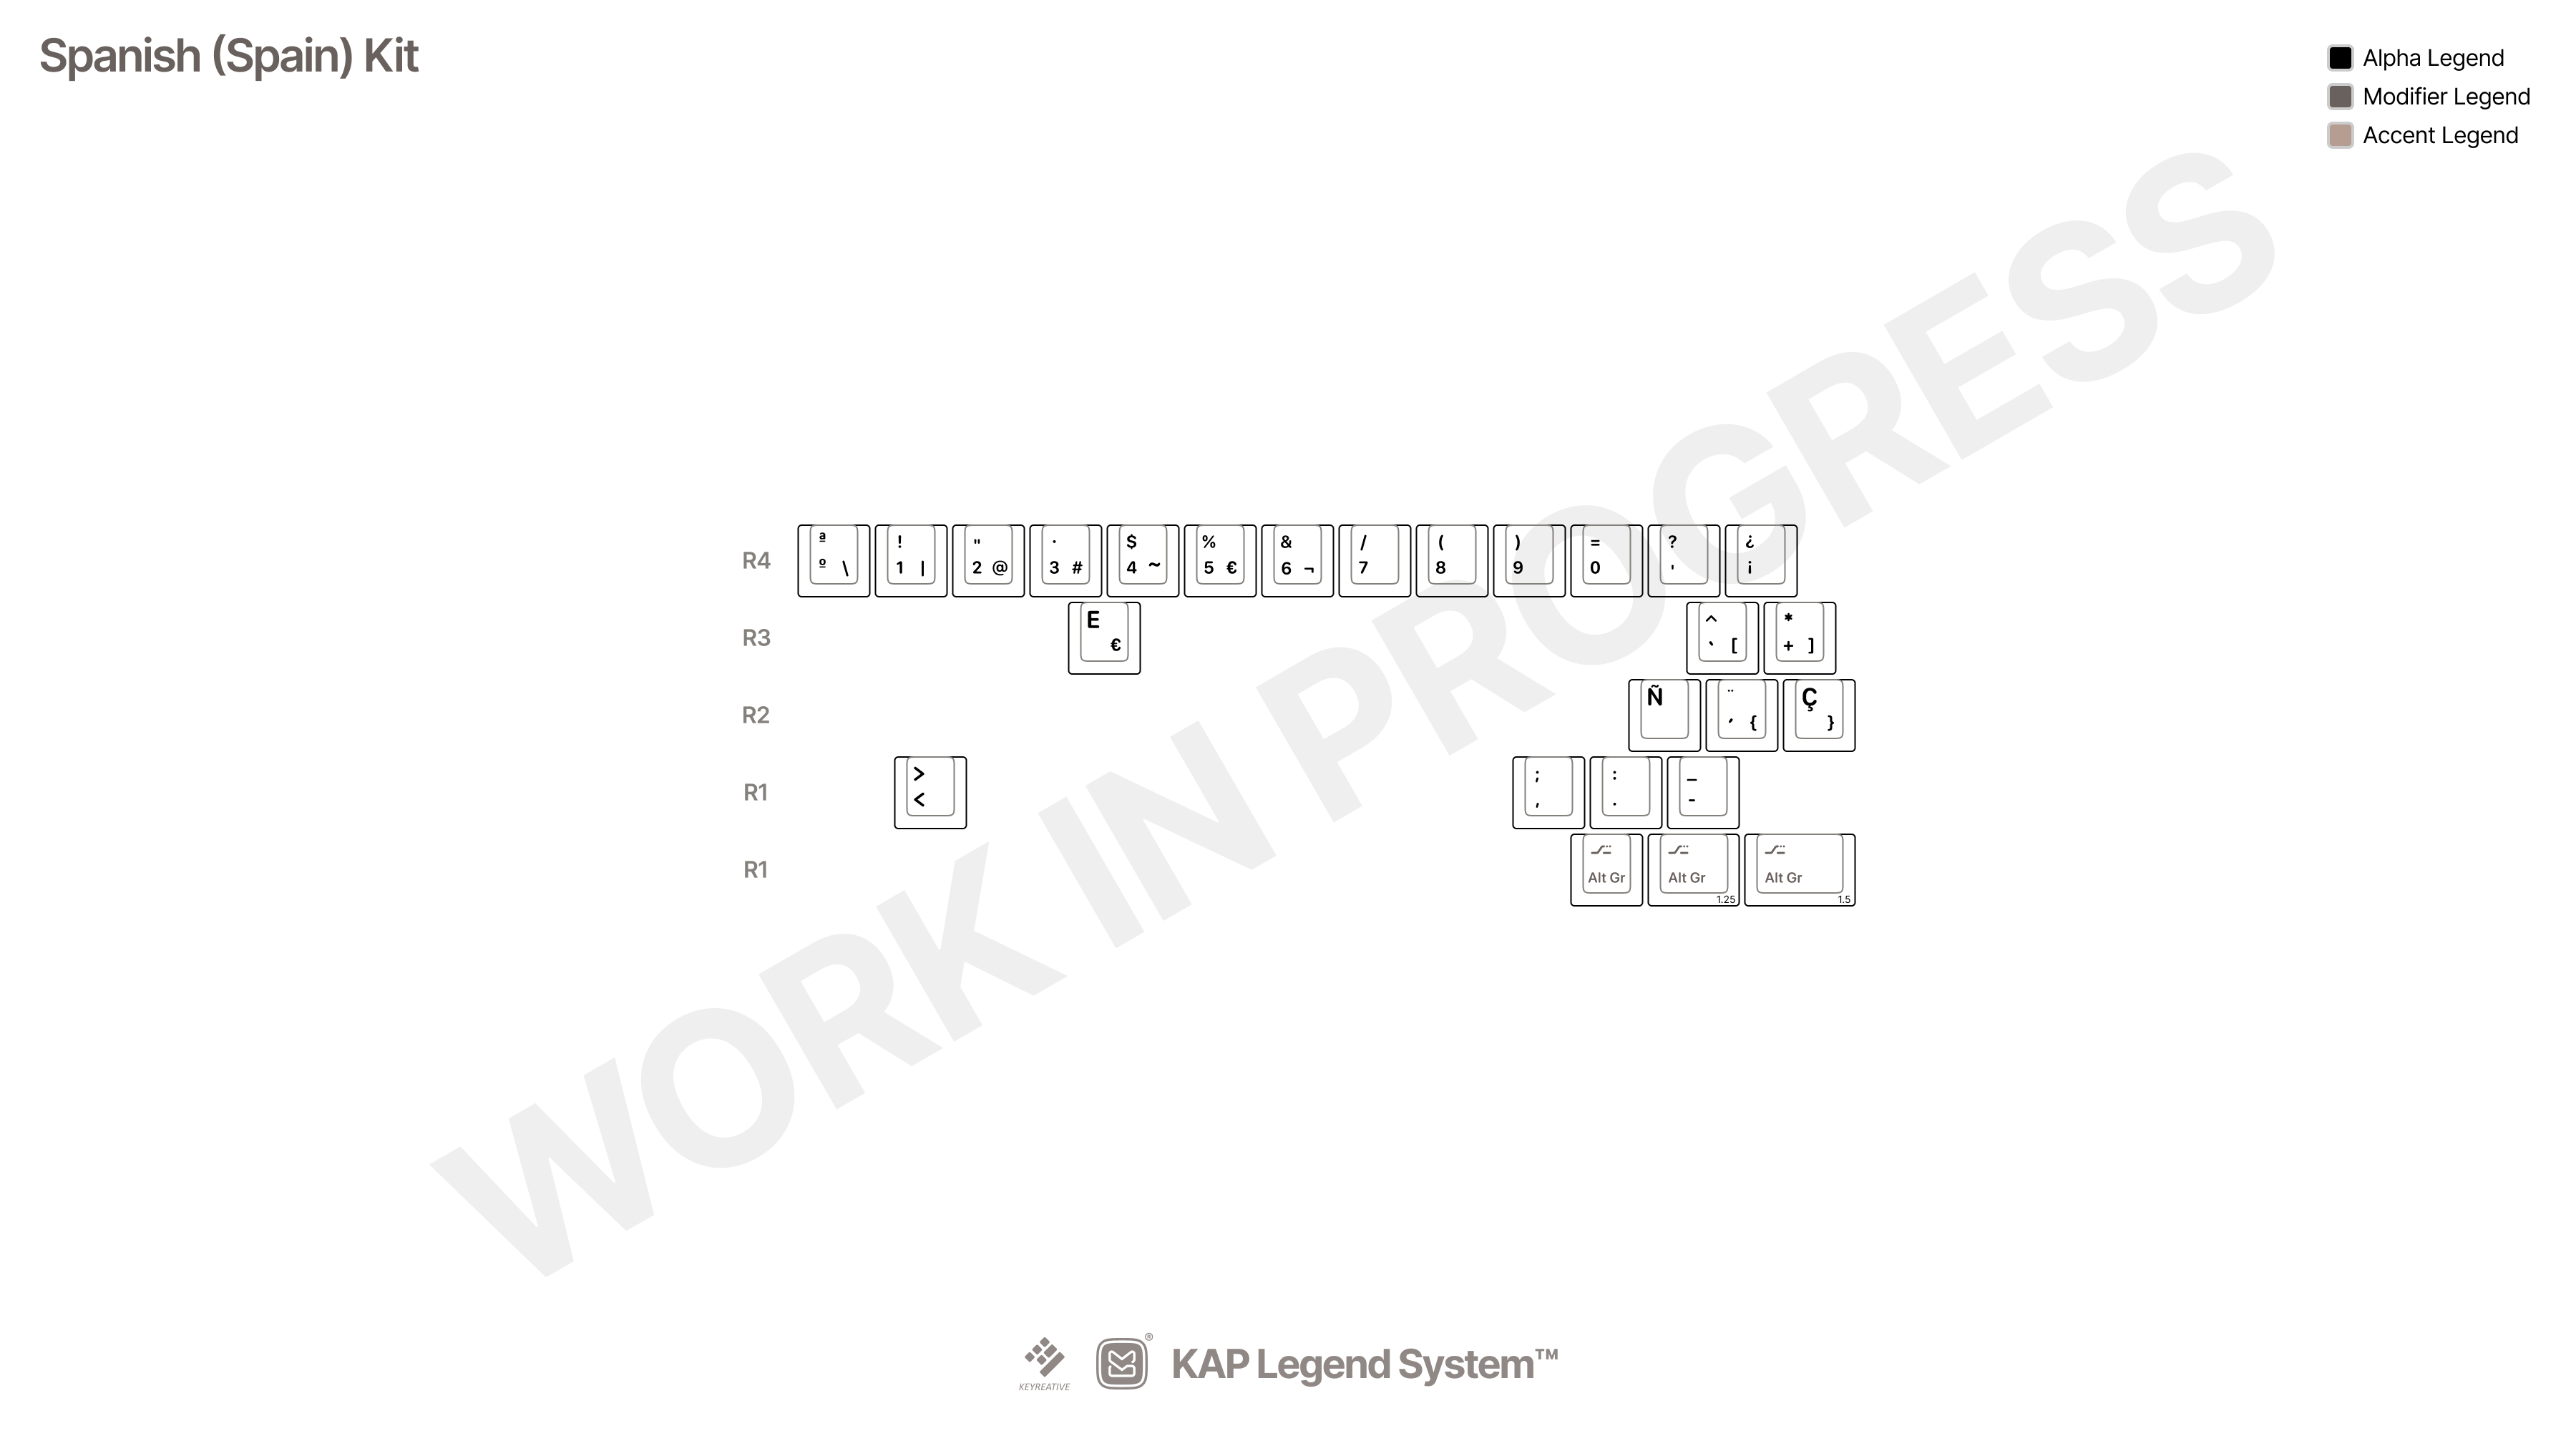 Spanish (Spain) Kit
Alpha Legend
Modifier Legend
Accent Legend
WORK IN PROGRESS
R4
ª º \
! 1 |
" 2 @
· 3 #
$ 4 ~
% 5 €
& 6 ¬
/ 7
( 8
) 9
= 0
? '
¿ ¡
R3
E €
^ ` [
* + ]
R2
Ñ
¨ ´ {
Ç }
R1
> <
; ,
: .
_ -
R1
Alt Gr
Alt Gr 1.25
Alt Gr 1.5
KEYREATIVE
® KAP Legend System™